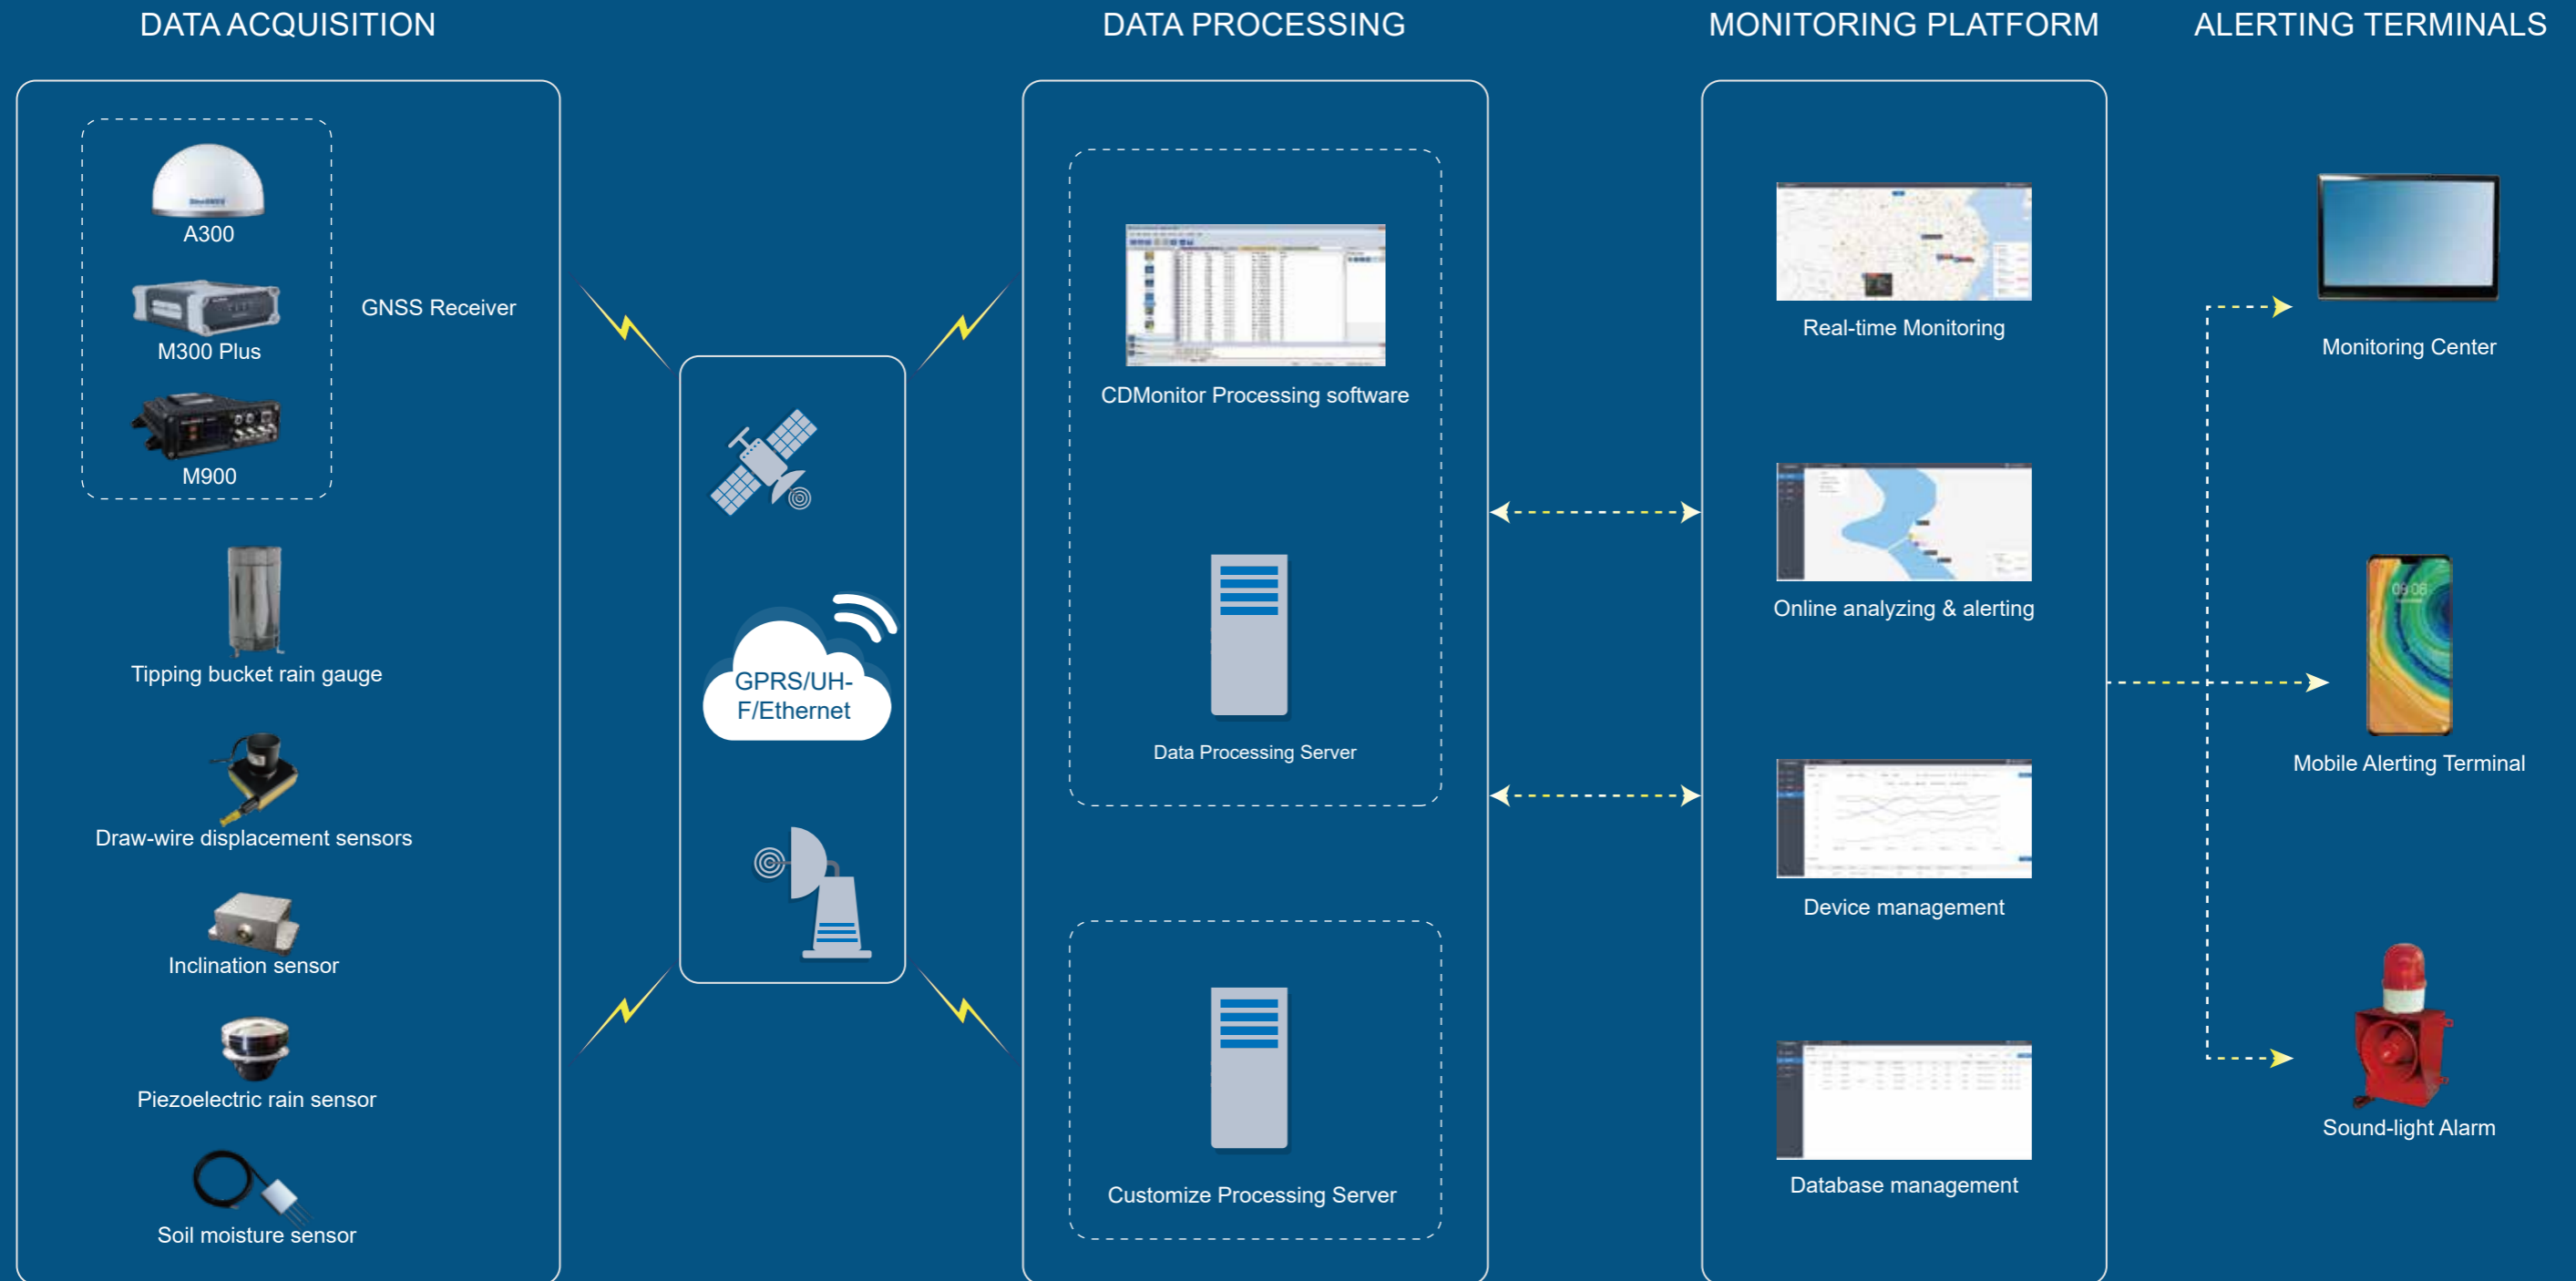 DATA ACQUISITION
DATA PROCESSING
MONITORING PLATFORM
ALERTING TERMINALS
A300
M300 Plus
M900
GNSS Receiver
Tipping bucket rain gauge
Draw-wire displacement sensors
Inclination sensor
Piezoelectric rain sensor
Soil moisture sensor
GPRS/UH-
F/Ethernet
CDMonitor Processing software
Data Processing Server
Customize Processing Server
Real-time Monitoring
Online analyzing & alerting
Device management
Database management
Monitoring Center
09:08
Mobile Alerting Terminal
Sound-light Alarm